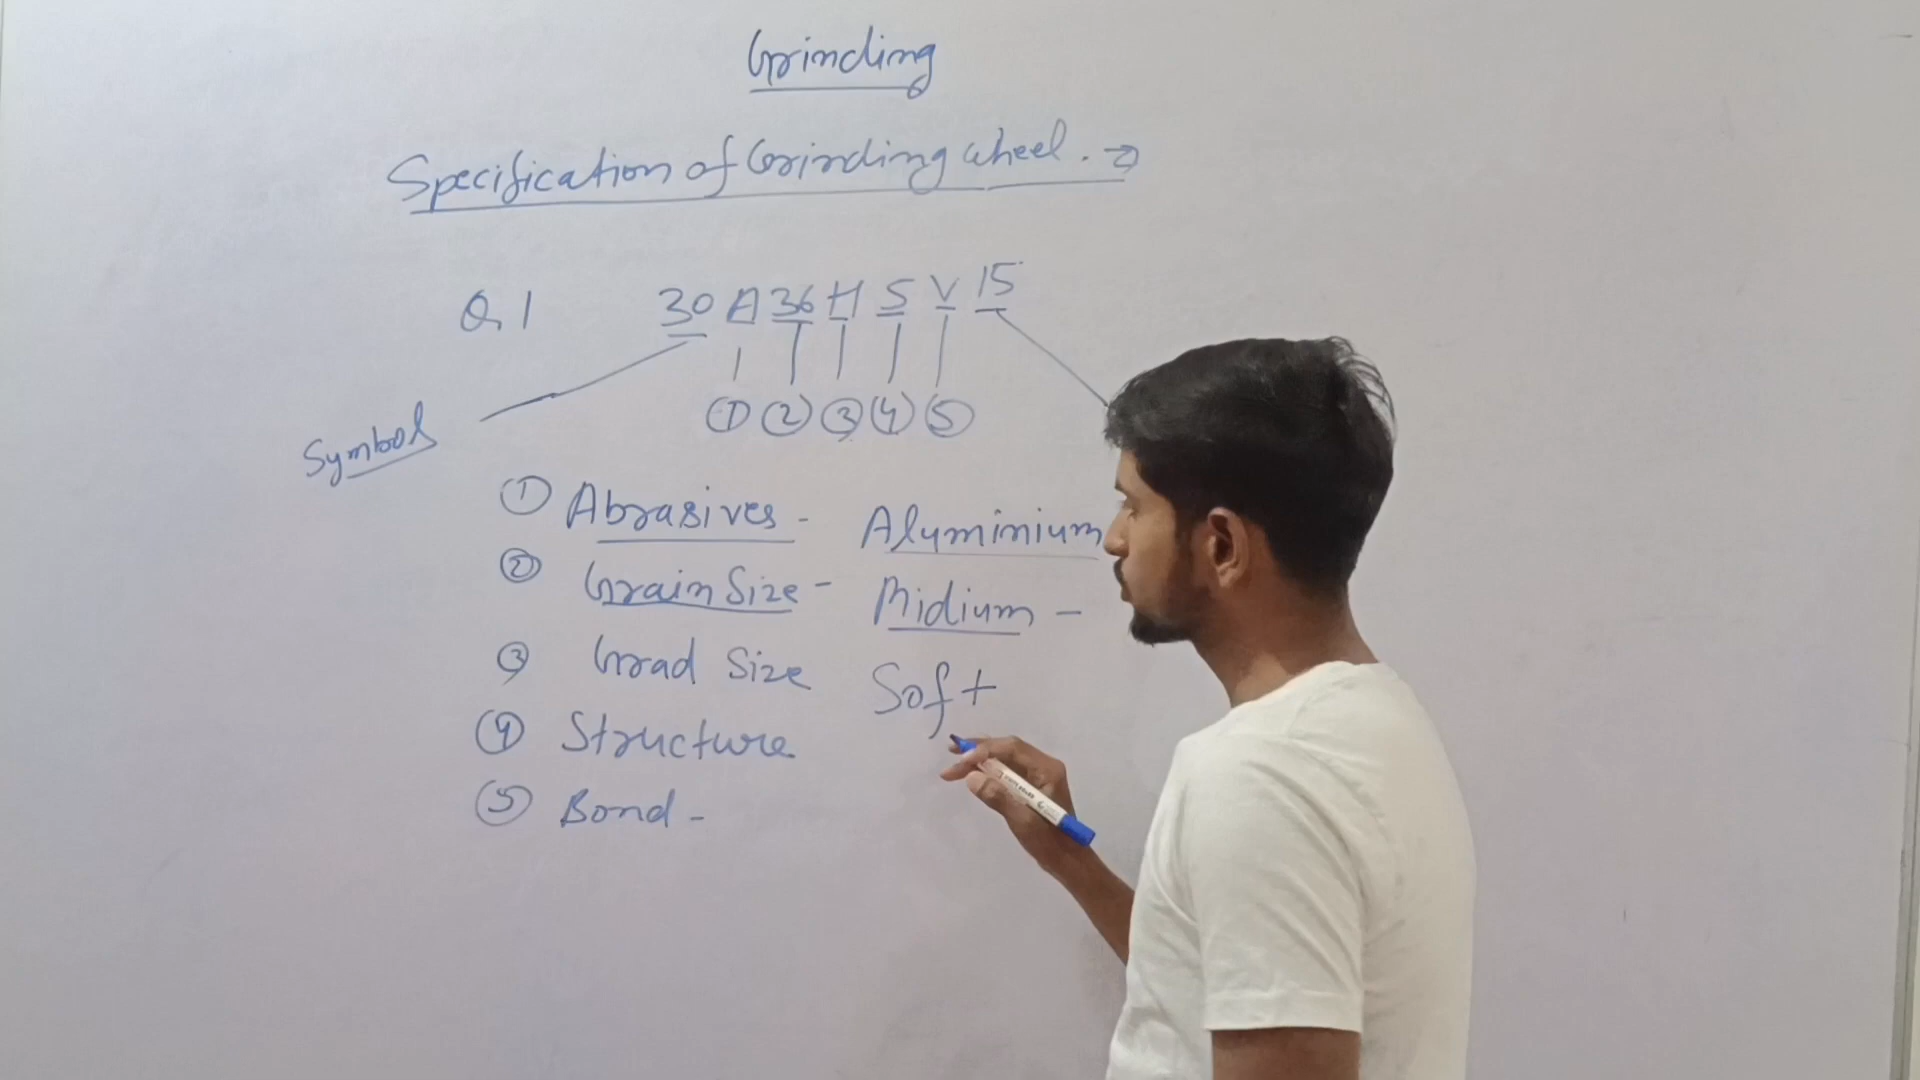 Grinding
Specification of Grinding wheel. →
Q.1 30 A 36 H 5 V 15
① ② ③ ④ ⑤
Symbol
① Abrasives - Aluminium
② Grain Size - Midium -
③ Grad Size Soft
④ Structure
⑤ Bond -